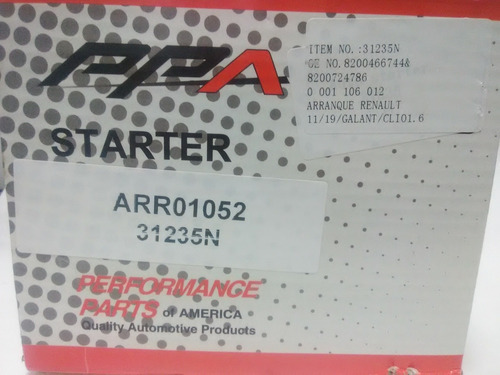 PPA
STARTER
ITEM NO.:31235N
OE NO.8200466744&
8200724786
0 001 106 012
ARRANQUE RENAULT
11/19/GALANT/CLIO1.6
ARR01052
31235N
PERFORMANCE
PARTS of AMERICA
Quality Automotive Products